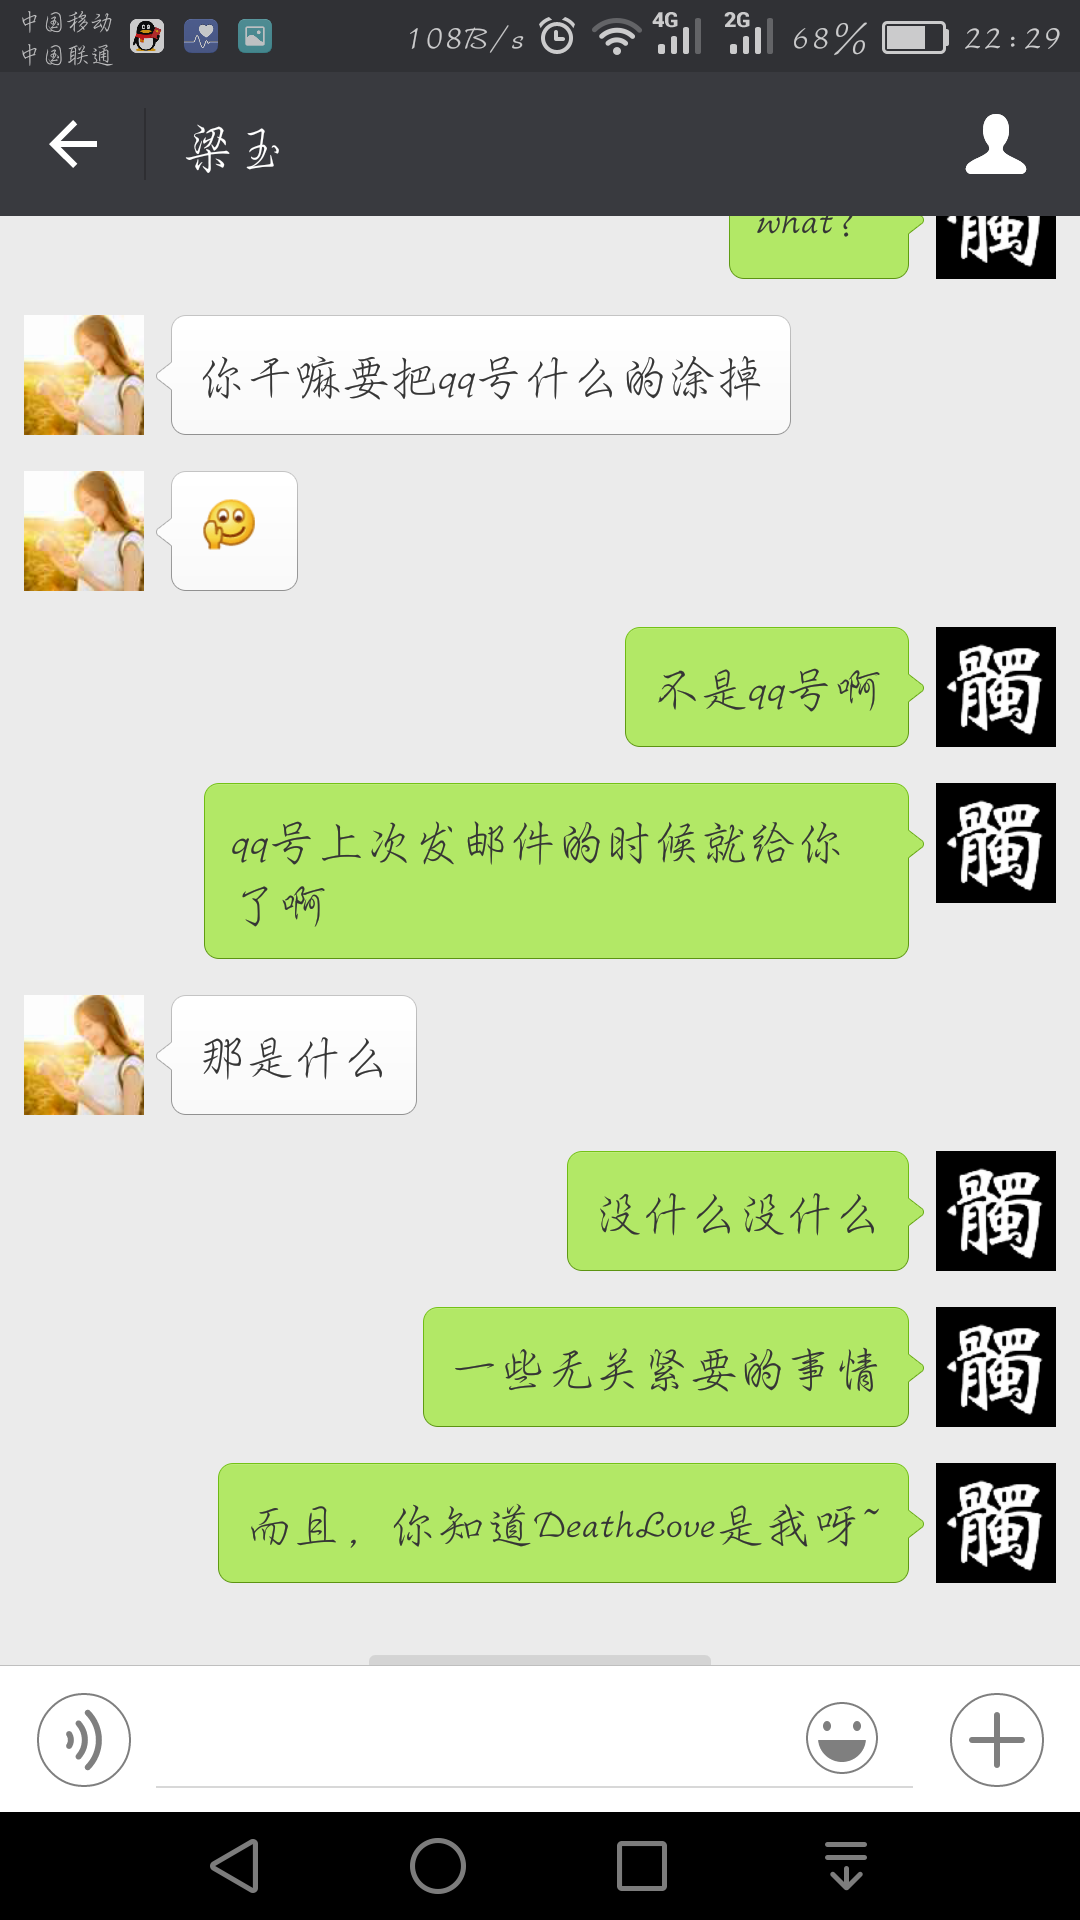 中国移动
中国联通
108B/s
4G
2G
68%
22:29
梁玉
what?
髑
你干嘛要把qq号什么的涂掉
不是qq号啊
髑
qq号上次发邮件的时候就给你
了啊
髑
那是什么
没什么没什么
髑
一些无关紧要的事情
髑
而且，你知道DeathLove是我呀~
髑